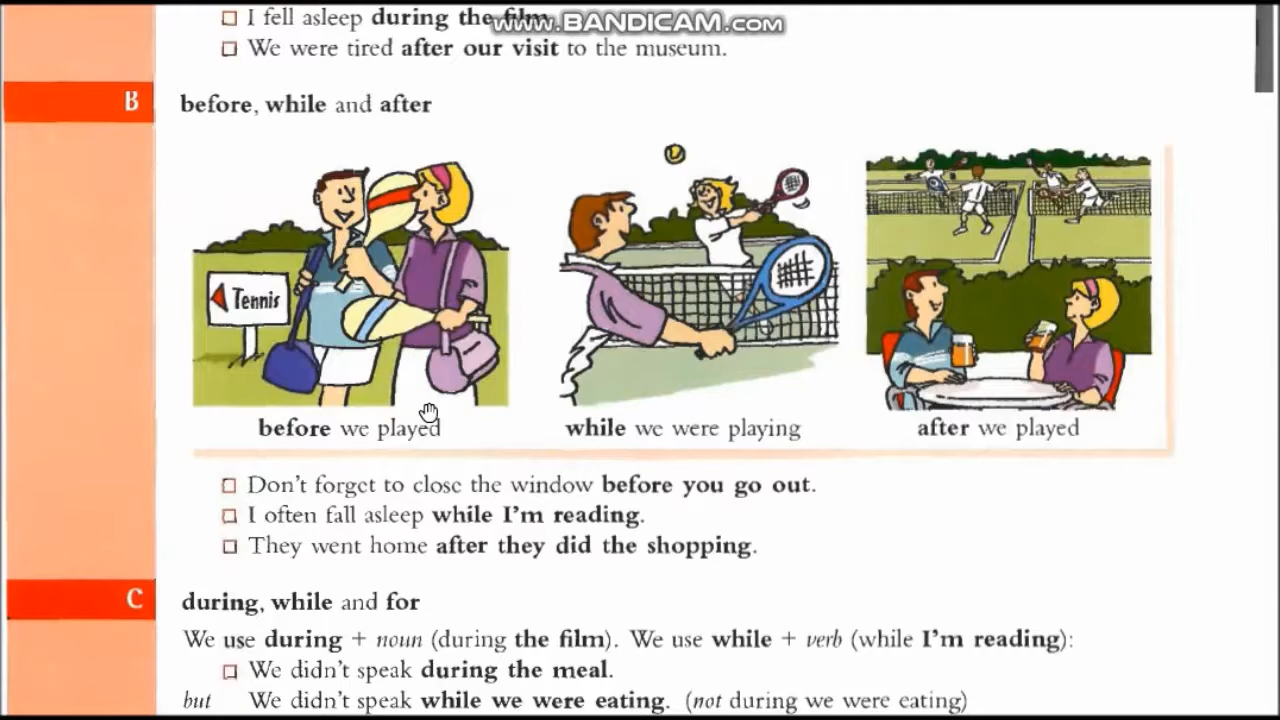 I fell asleep during the film.
www.BANDICAM.com
We were tired after our visit to the museum.
B
before, while and after
Tennis
before we played
while we were playing
after we played
Don't forget to close the window before you go out.
I often fall asleep while I'm reading.
They went home after they did the shopping.
C
during, while and for
We use during + noun (during the film). We use while + verb (while I'm reading):
We didn't speak during the meal.
but We didn't speak while we were eating. (not during we were eating)